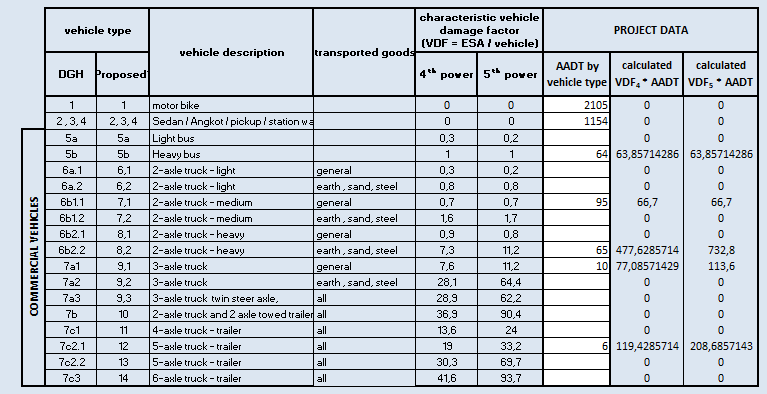 vehicle type vehicle description transported goods characteristic vehicle damage factor (VDF = ESA / vehicle) PROJECT DATA
DGH Proposed 4th power 5th power AADT by vehicle type calculated VDF4 * AADT calculated VDF5 * AADT
1 1 motor bike 0 0 2105 0 0
2, 3, 4 2, 3, 4 Sedan / Angkot / pickup / station wa 0 0 1154 0 0
COMMERCIAL VEHICLES
5a 5a Light bus 0,3 0,2 0 0
5b 5b Heavy bus 1 1 64 63,85714286 63,85714286
6a.1 6,1 2-axle truck - light general 0,3 0,2 0 0
6a.2 6,2 2-axle truck - light earth , sand, steel 0,8 0,8 0 0
6b1.1 7,1 2-axle truck - medium general 0,7 0,7 95 66,7 66,7
6b1.2 7,2 2-axle truck - medium earth , sand, steel 1,6 1,7 0 0
6b2.1 8,1 2-axle truck - heavy general 0,9 0,8 0 0
6b2.2 8,2 2-axle truck - heavy earth , sand, steel 7,3 11,2 65 477,6285714 732,8
7a1 9,1 3-axle truck general 7,6 11,2 10 77,08571429 113,6
7a2 9,2 3-axle truck earth , sand, steel 28,1 64,4 0 0
7a3 9,3 3-axle truck twin steer axle, all 28,9 62,2 0 0
7b 10 2-axle truck and 2 axle towed trailer all 36,9 90,4 0 0
7c1 11 4-axle truck - trailer all 13,6 24 0 0
7c2.1 12 5-axle truck - trailer all 19 33,2 6 119,4285714 208,6857143
7c2.2 13 5-axle truck - trailer all 30,3 69,7 0 0
7c3 14 6-axle truck - trailer all 41,6 93,7 0 0